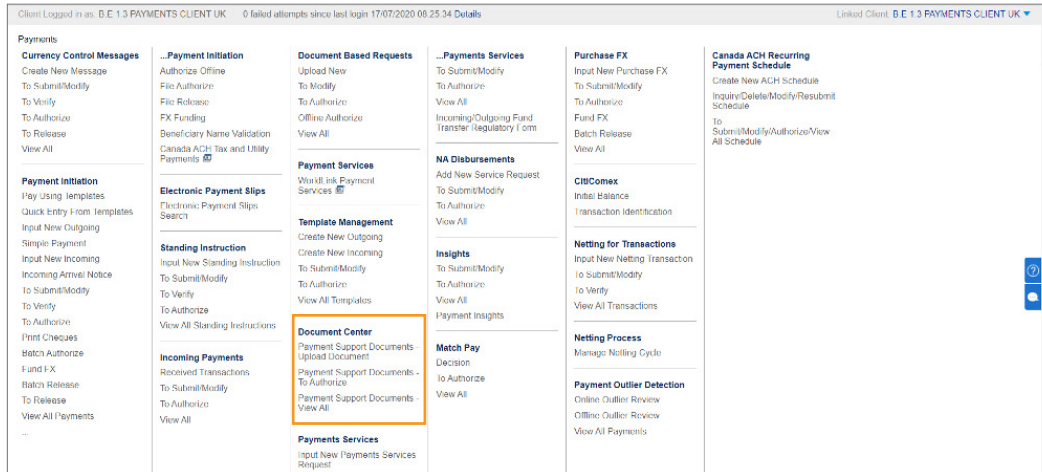 Client Logged in as: B.E 1.3 PAYMENTS CLIENT UK 0 failed attempts since last login 17/07/2020 08.25.34 Details
Linked Client: B.E 1.3 PAYMENTS CLIENT UK
Payments
Currency Control Messages
Create New Message
To Submit/Modify
To Verify
To Authorize
To Release
View All
Payment Initiation
Pay Using Templates
Quick Entry From Templates
Input New Outgoing
Simple Payment
Input New Incoming
Incoming Arrival Notice
To Submit/Modify
To Verify
To Authorize
Print Cheques
Batch Authorize
Fund FX
Batch Release
To Release
View All Payments
...
...Payment Initiation
Authorize Offline
File Authorize
File Release
FX Funding
Beneficiary Name Validation
Canada ACH Tax and Utility
Payments
Electronic Payment Slips
Electronic Payment Slips
Search
Standing Instruction
Input New Standing Instruction
To Submit/Modify
To Verify
To Authorize
View All Standing Instructions
Incoming Payments
Received Transactions
To Submit/Modify
To Authorize
View All
Document Based Requests
Upload New
To Modify
To Authorize
Offline Authorize
View All
Payment Services
WorldLink Payment
Services
Template Management
Create New Outgoing
Create New Incoming
To Submit/Modify
To Authorize
View All Templates
Document Center
Payment Support Documents -
Upload Document
Payment Support Documents -
To Authorize
Payment Support Documents -
View All
Payments Services
Input New Payments Services
Request
...Payments Services
To Submit/Modify
To Authorize
View All
Incoming/Outgoing Fund
Transfer Regulatory Form
NA Disbursements
Add New Service Request
To Submit/Modify
To Authorize
View All
Insights
To Submit/Modify
To Authorize
View All
Payment Insights
Match Pay
Decision
To Authorize
View All
Purchase FX
Input New Purchase FX
To Submit/Modify
To Authorize
Fund FX
Batch Release
View All
CitiComex
Initial Balance
Transaction Identification
Netting for Transactions
Input New Netting Transaction
To Submit/Modify
To Verify
View All Transactions
Netting Process
Manage Netting Cycle
Payment Outlier Detection
Online Outlier Review
Offline Outlier Review
View All Payments
Canada ACH Recurring
Payment Schedule
Create New ACH Schedule
Inquiry/Delete/Modify/Resubmit
Schedule
To
Submit/Modify/Authorize/View
All Schedule